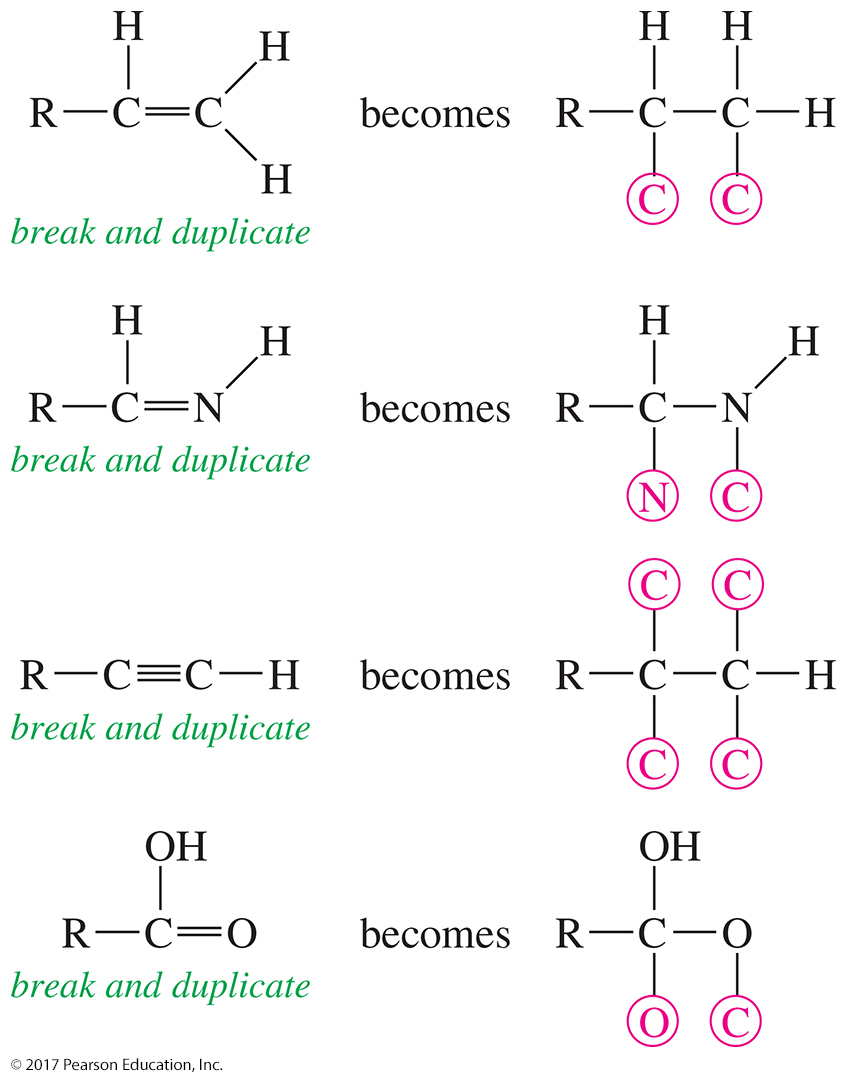 H H H H
H
R—C=C becomes R—C—C—H
H C C
break and duplicate
H H H H
R—C=N becomes R—C—N
break and duplicate N C
C C
R—C≡C—H becomes R—C—C—H
break and duplicate C C
OH OH
R—C=O becomes R—C—O
break and duplicate O C
© 2017 Pearson Education, Inc.